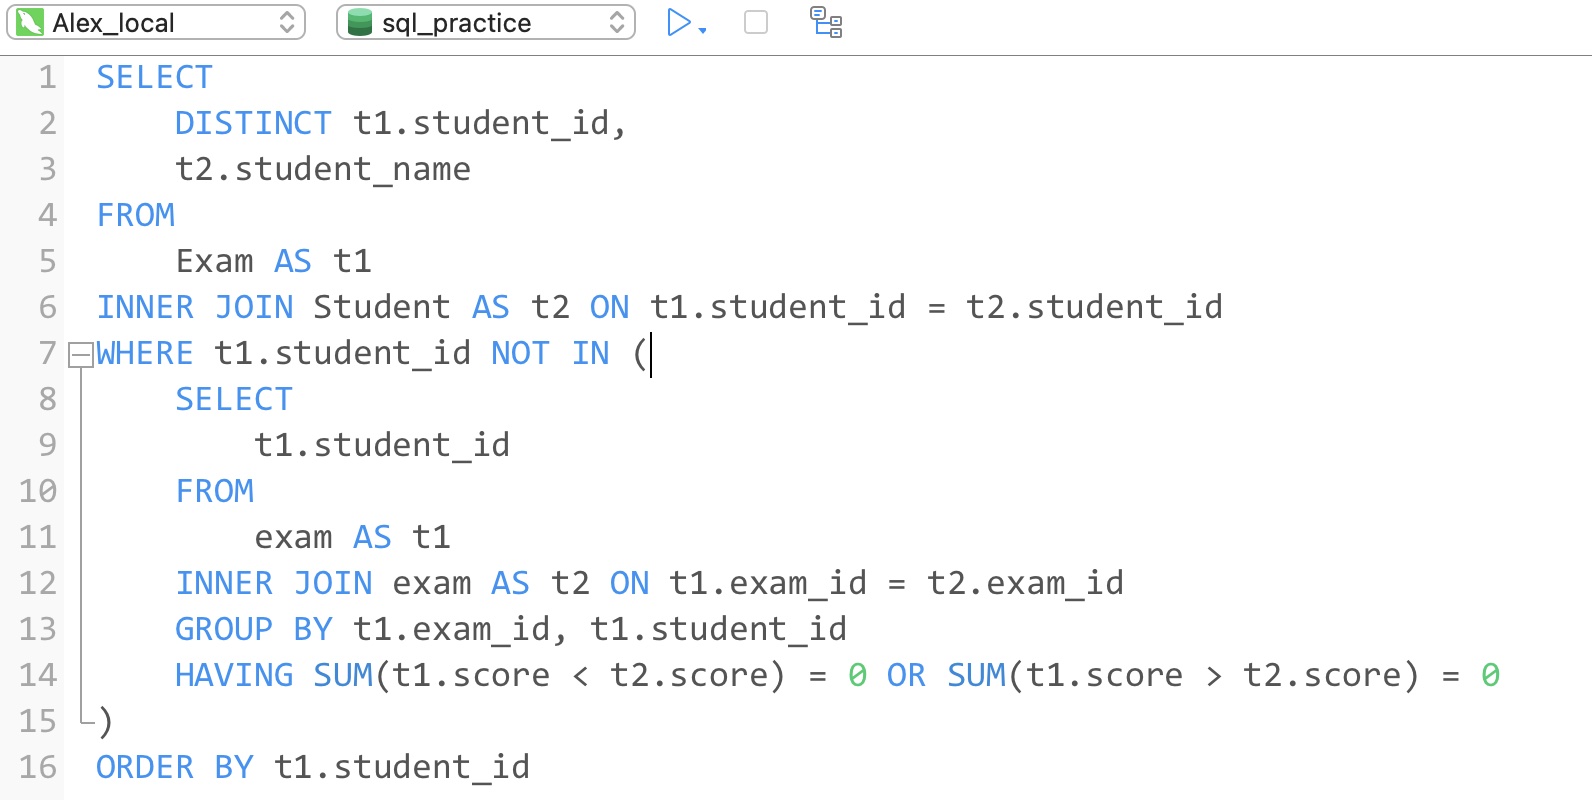 Alex_local sql_practice
1 SELECT
2 DISTINCT t1.student_id,
3 t2.student_name
4 FROM
5 Exam AS t1
6 INNER JOIN Student AS t2 ON t1.student_id = t2.student_id
7 WHERE t1.student_id NOT IN (
8 SELECT
9 t1.student_id
10 FROM
11 exam AS t1
12 INNER JOIN exam AS t2 ON t1.exam_id = t2.exam_id
13 GROUP BY t1.exam_id, t1.student_id
14 HAVING SUM(t1.score < t2.score) = 0 OR SUM(t1.score > t2.score) = 0
15 )
16 ORDER BY t1.student_id